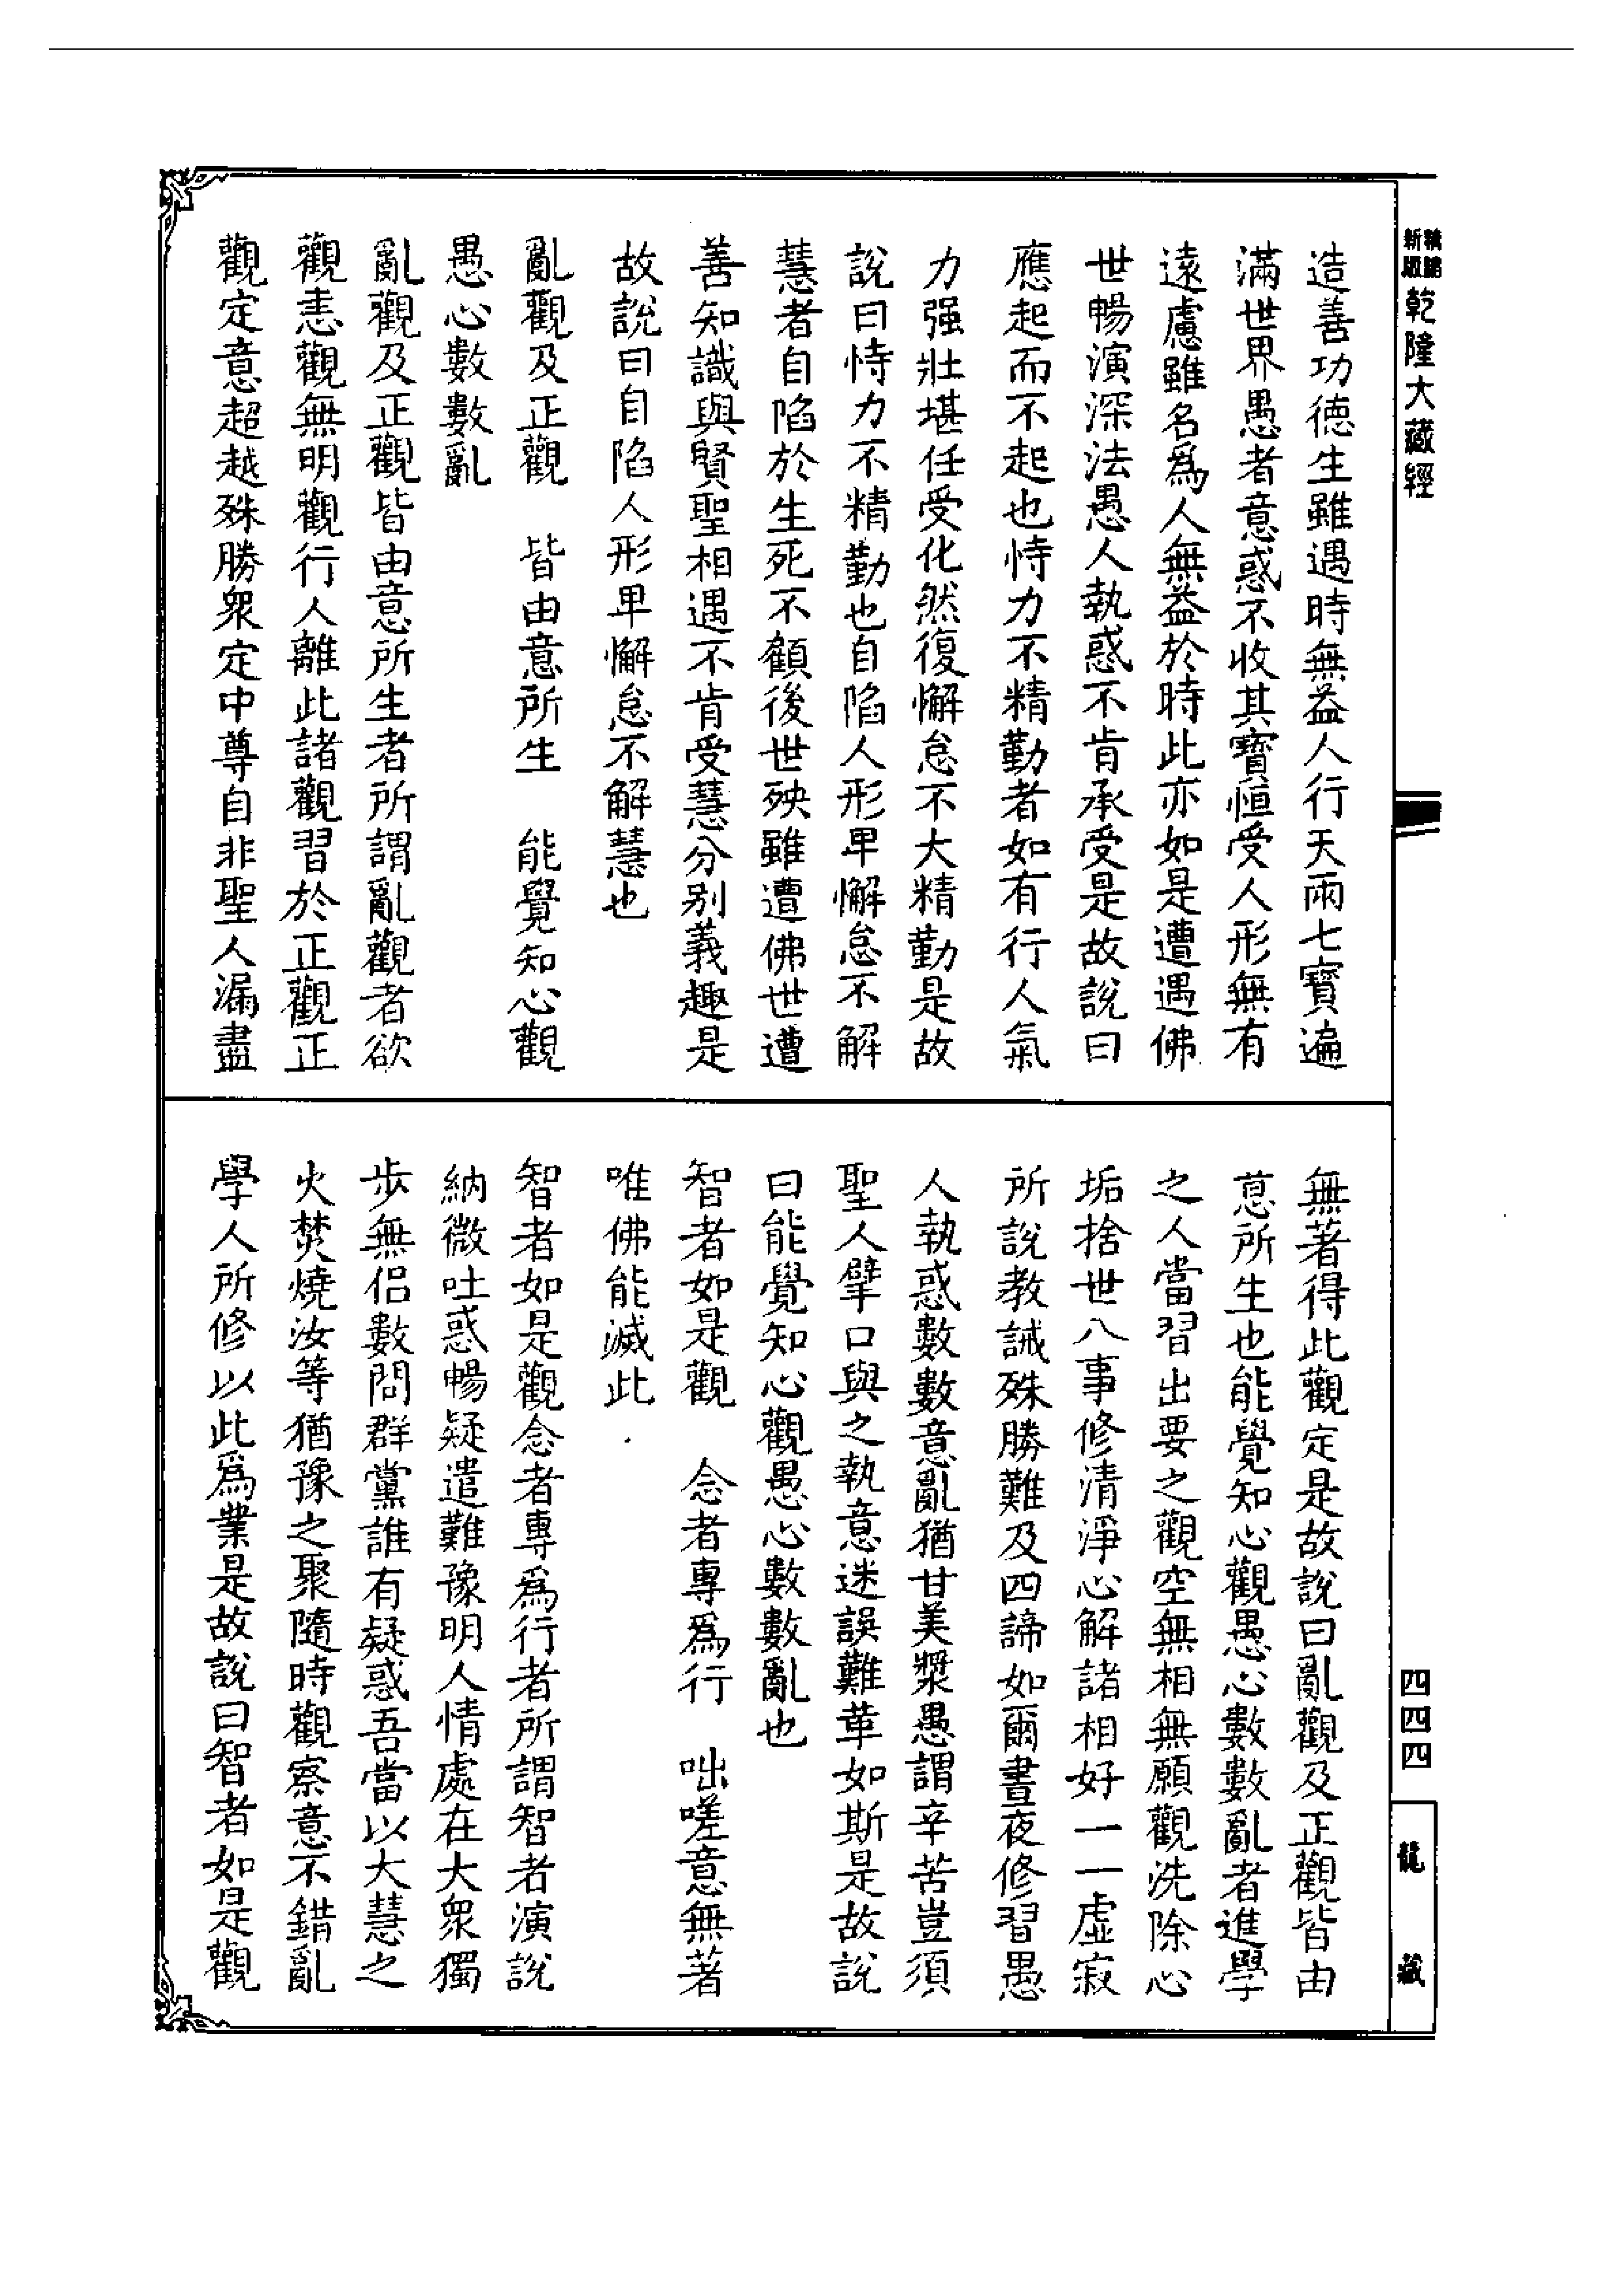 精繕新版乾隆大藏經
造善功德生雖遇時無益人行天雨七寶遍
滿世界愚者意惑不收其寶恒受人形無有
遠慮雖名為人無益於時此亦如是遭遇佛
世暢演深法愚人執惑不肯承受是故說曰
應起而不起也恃力不精勤者如有行人氣
力强壯堪任受化然復懈怠不大精勤是故
說曰恃力不精勤也自陷人形早懈怠不解
慧者自陷於生死不顧後世殃雖遭佛世遭
善知識與賢聖相遇不肯受慧分別義趣是
故說曰自陷人形早懈怠不解慧也
亂觀及正觀　皆由意所生　能覺知心觀
愚心數數亂
亂觀及正觀皆由意所生者所謂亂觀者欲
觀恚觀無明觀行人離此諸觀習於正觀正
觀定意超越殊勝衆定中尊自非聖人漏盡
無著得此觀定是故說曰亂觀及正觀皆由
意所生也能覺知心觀愚心數數亂者進學
之人當習出要之觀空無相無願觀洗除心
垢捨世八事修清淨心解諸相好一一虛寂
所說教誡殊勝難及四諦如爾晝夜修習愚
人執惑數數意亂猶甘美漿愚謂辛苦豈須
聖人擘口與之執意迷誤難革如斯是故說
曰能覺知心觀愚心數數亂也
智者如是觀　念者專為行　咄嗟意無著
唯佛能滅此
智者如是觀念者專為行者所謂智者演說
納微吐惑暢疑遣難豫明人情處在大衆獨
步無侶數問群黨誰有疑惑吾當以大慧之
火焚燒汝等猶豫之聚隨時觀察意不錯亂
學人所修以此為業是故說曰智者如是觀
四四四
龍藏